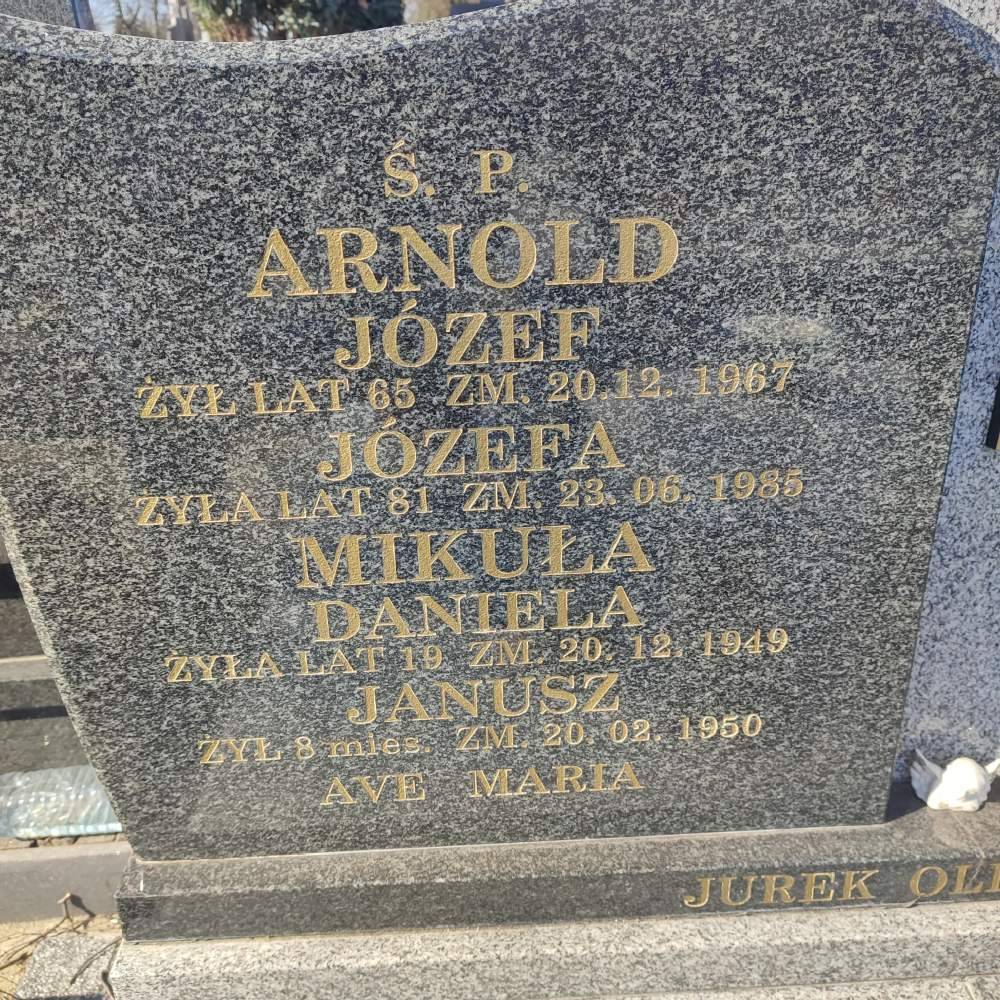 Ś. P.
ARNOLD
JÓZEF
ŻYŁ LAT 65 ZM. 20.12. 1967
JÓZEFA
ŻYŁA LAT 81 ZM. 23. 06. 1985
MIKUŁA
DANIELA
ŻYŁA LAT 19 ZM. 20. 12. 1949
JANUSZ
ŻYŁ 8 mies. ZM. 20. 02. 1950
AVE MARIA
JUREK